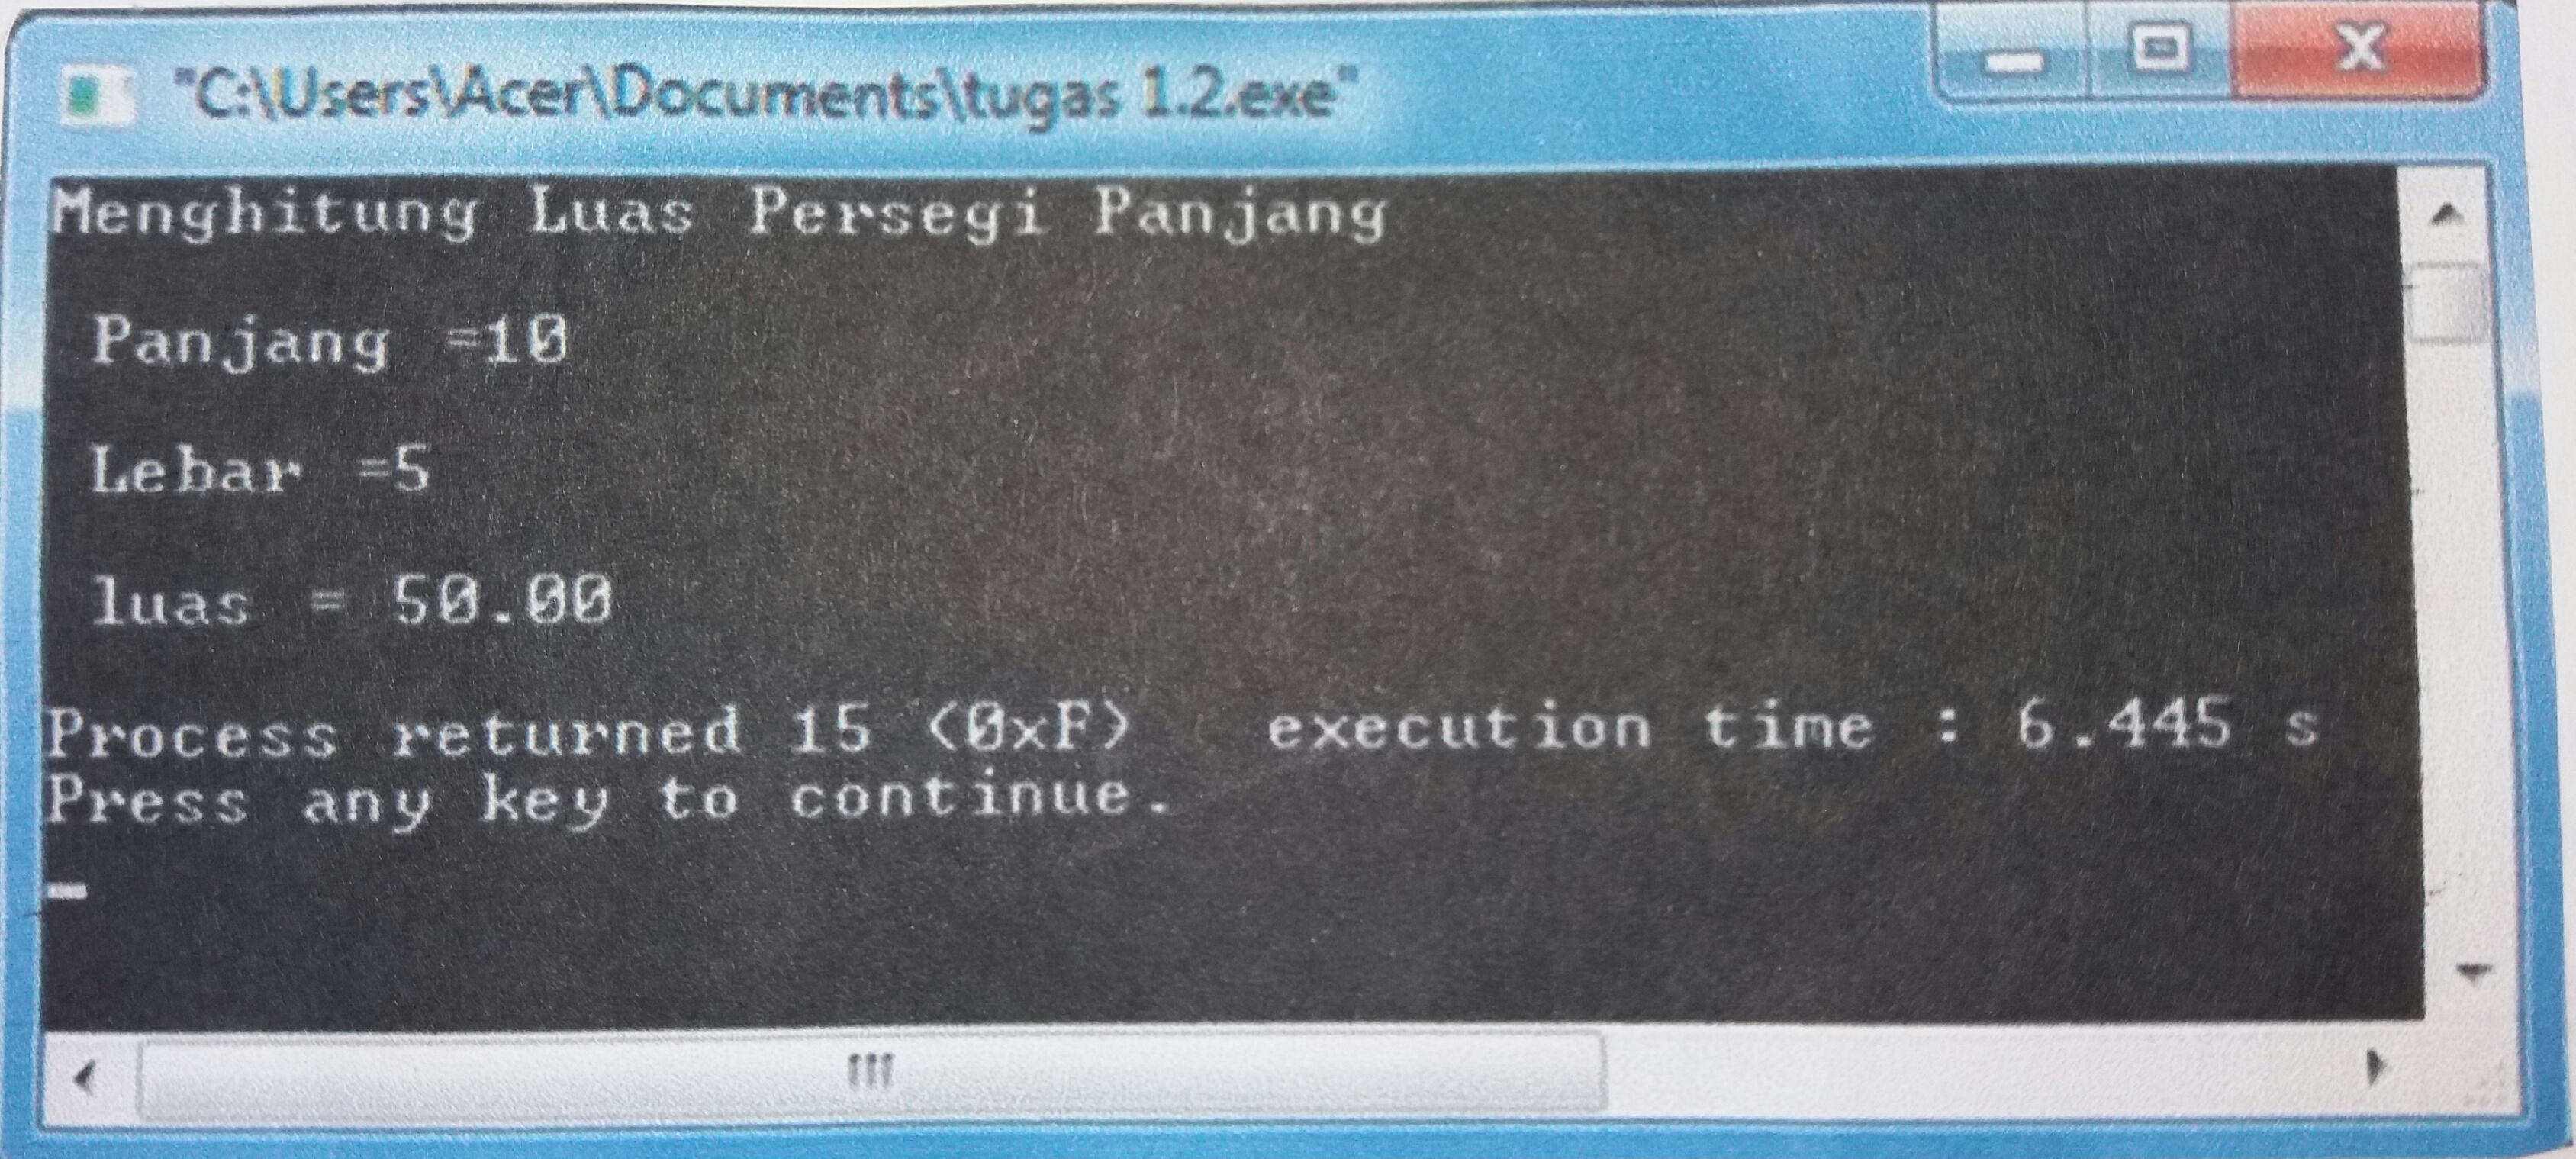 "C:\Users\Acer\Documents\tugas 1.2.exe"
Menghitung Luas Persegi Panjang
Panjang =10
Lebar =5
luas = 50.00
Process returned 15 (0xF)   execution time : 6.445 s
Press any key to continue.